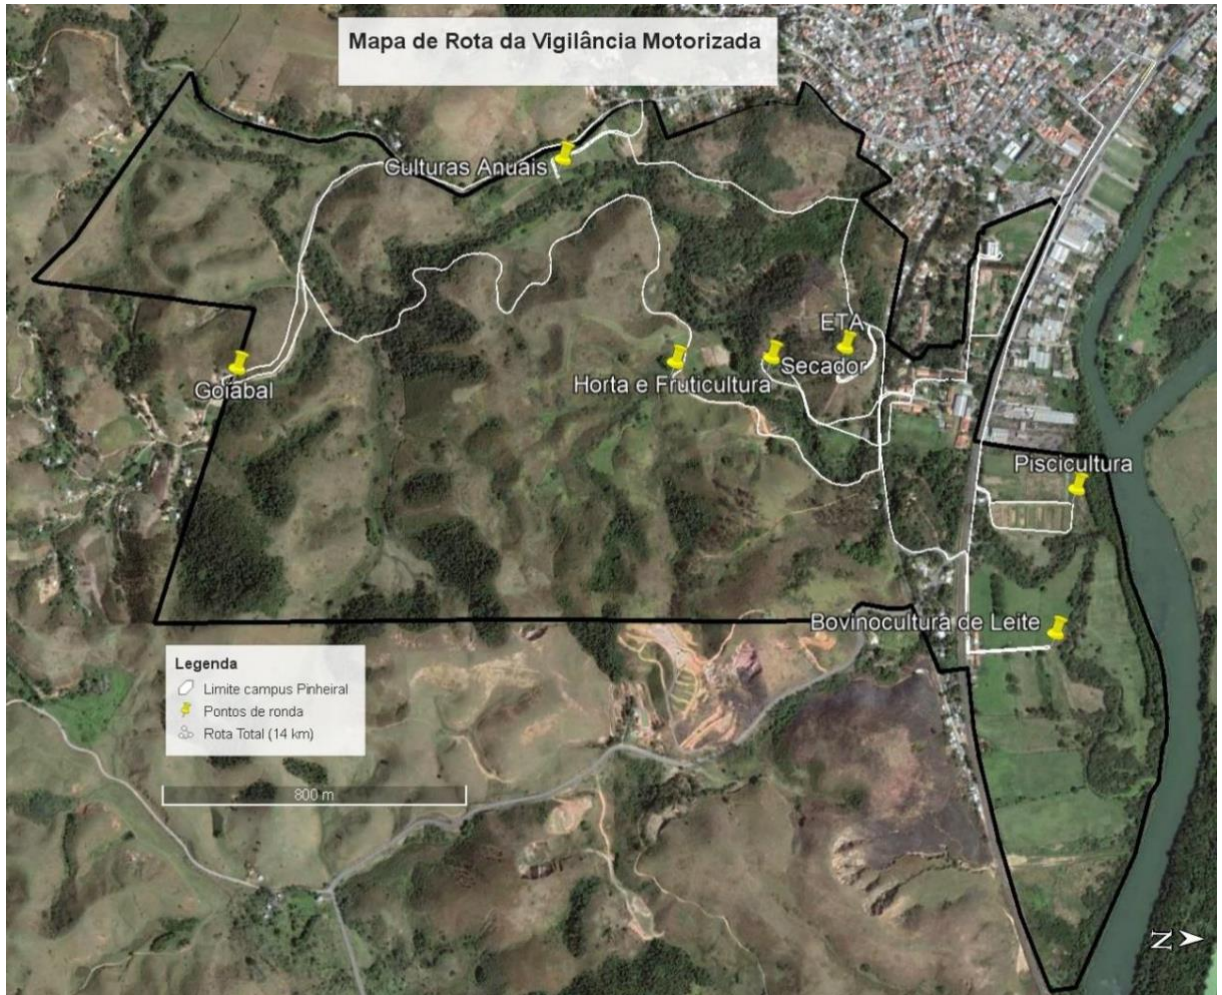 Mapa de Rota da Vigilância Motorizada
Culturas Anuais
ETA
Secador
Goiabal
Horta e Fruticultura
Piscicultura
Bovinocultura de Leite
Legenda
Limite campus Pinheiral
Pontos de ronda
Rota Total (14 km)
800 m
N